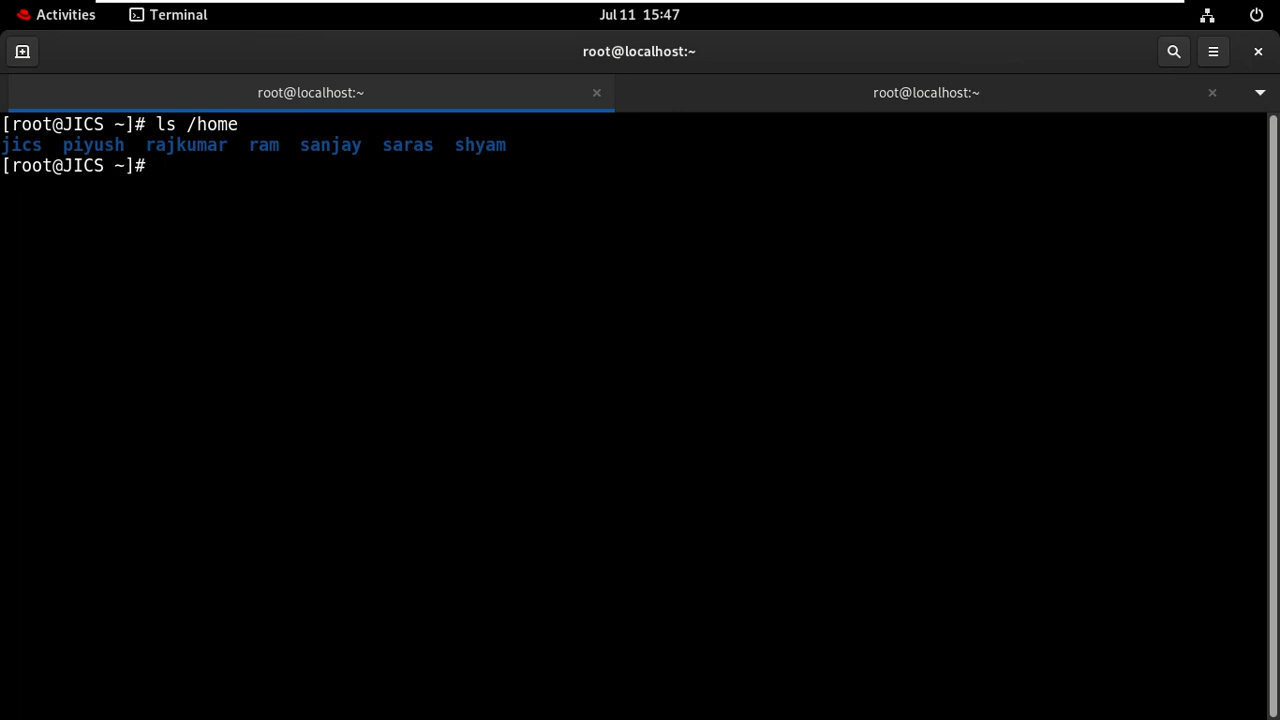 Activities Terminal Jul 11 15:47
root@localhost:~
root@localhost:~ root@localhost:~
[root@JICS ~]# ls /home
jics piyush rajkumar ram sanjay saras shyam
[root@JICS ~]#